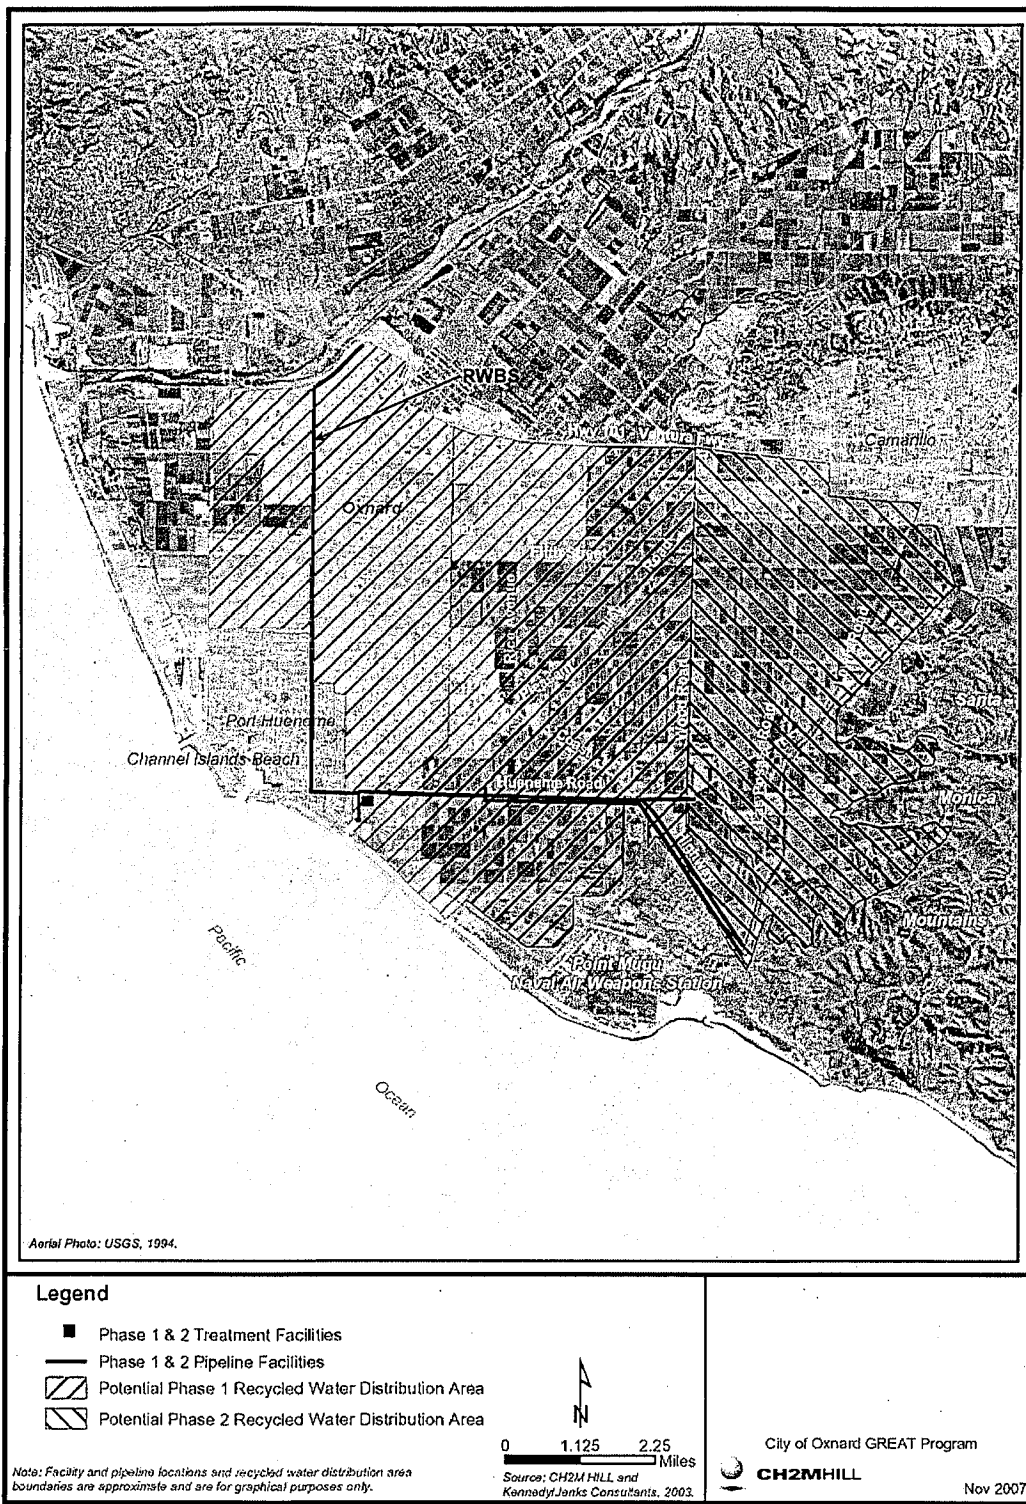 RWBS
Camarillo
Oxnard
Port Hueneme
Channel Islands Beach
Hueneme Road
Santa
Monica
Mountains
Point Mugu
Naval Air Weapons Station
Pacific
Ocean
Aerial Photo: USGS, 1994.
Legend
Phase 1 & 2 Treatment Facilities
Phase 1 & 2 Pipeline Facilities
Potential Phase 1 Recycled Water Distribution Area
Potential Phase 2 Recycled Water Distribution Area
Note: Facility and pipeline locations and recycled water distribution area
boundaries are approximate and are for graphical purposes only.
N
0 1.125 2.25
Miles
Source: CH2M HILL and
Kennedy/Jenks Consultants, 2003.
City of Oxnard GREAT Program
CH2MHILL
Nov 2007